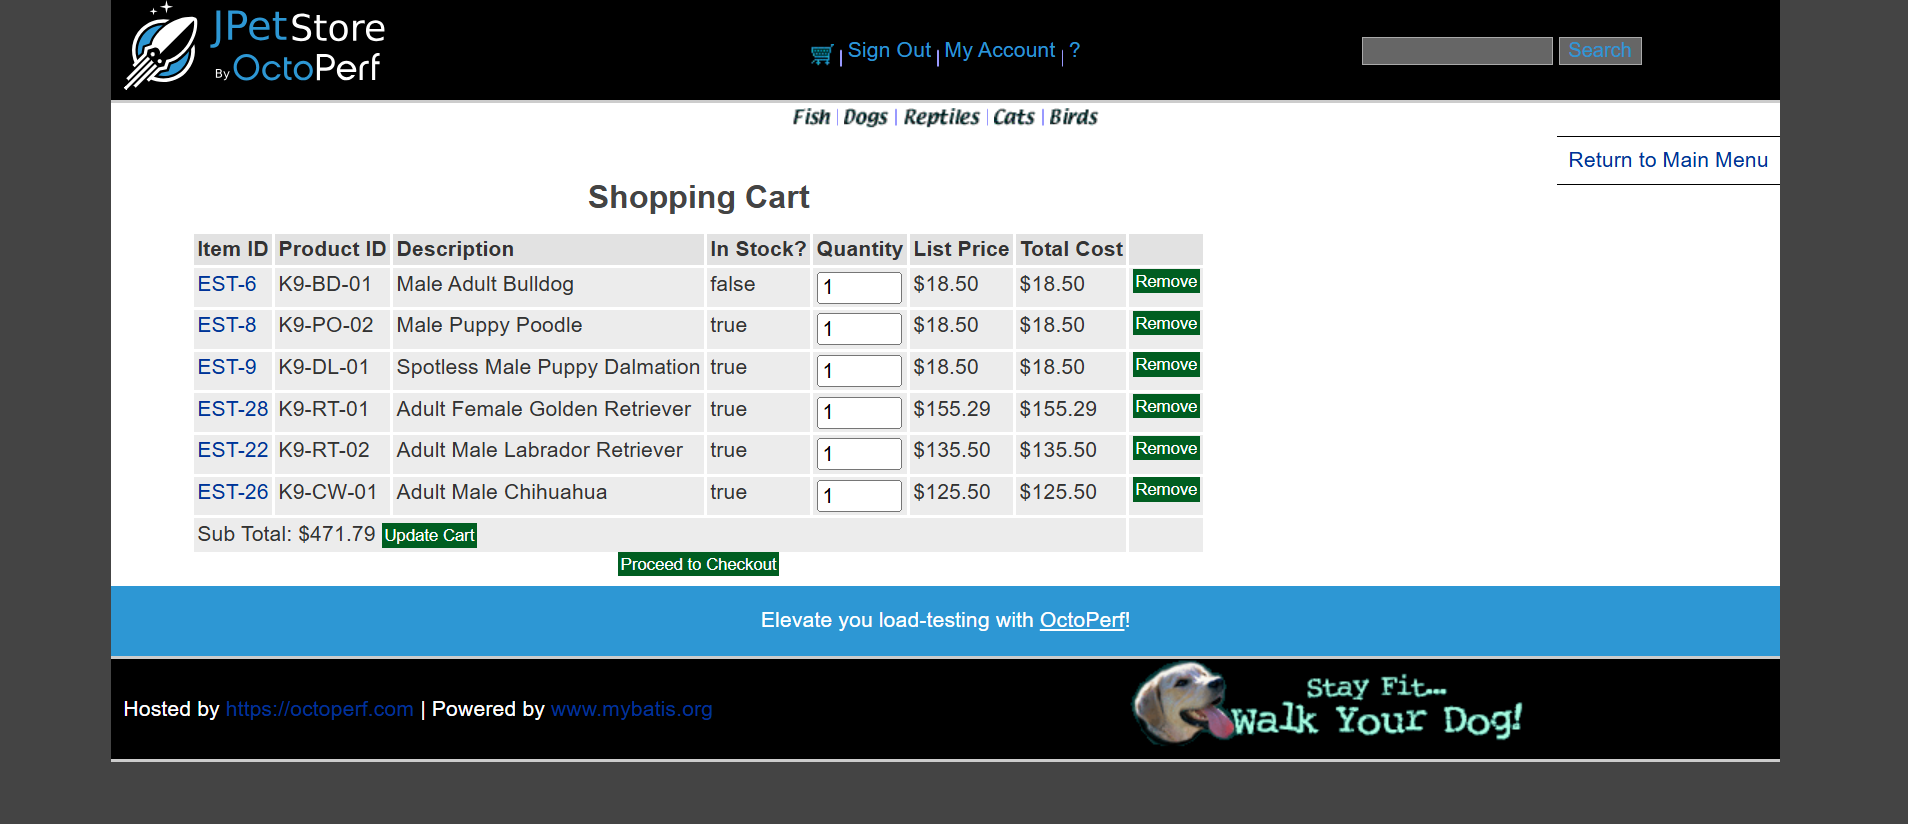 JPetStore
By OctoPerf
Sign Out My Account ?
Search
Fish Dogs Reptiles Cats Birds
Return to Main Menu
Shopping Cart
Item ID Product ID Description In Stock? Quantity List Price Total Cost
EST-6 K9-BD-01 Male Adult Bulldog false 1 $18.50 $18.50 Remove
EST-8 K9-PO-02 Male Puppy Poodle true 1 $18.50 $18.50 Remove
EST-9 K9-DL-01 Spotless Male Puppy Dalmation true 1 $18.50 $18.50 Remove
EST-28 K9-RT-01 Adult Female Golden Retriever true 1 $155.29 $155.29 Remove
EST-22 K9-RT-02 Adult Male Labrador Retriever true 1 $135.50 $135.50 Remove
EST-26 K9-CW-01 Adult Male Chihuahua true 1 $125.50 $125.50 Remove
Sub Total: $471.79 Update Cart
Proceed to Checkout
Elevate you load-testing with OctoPerf!
Stay Fit...
Walk Your Dog!
Hosted by https://octoperf.com | Powered by www.mybatis.org